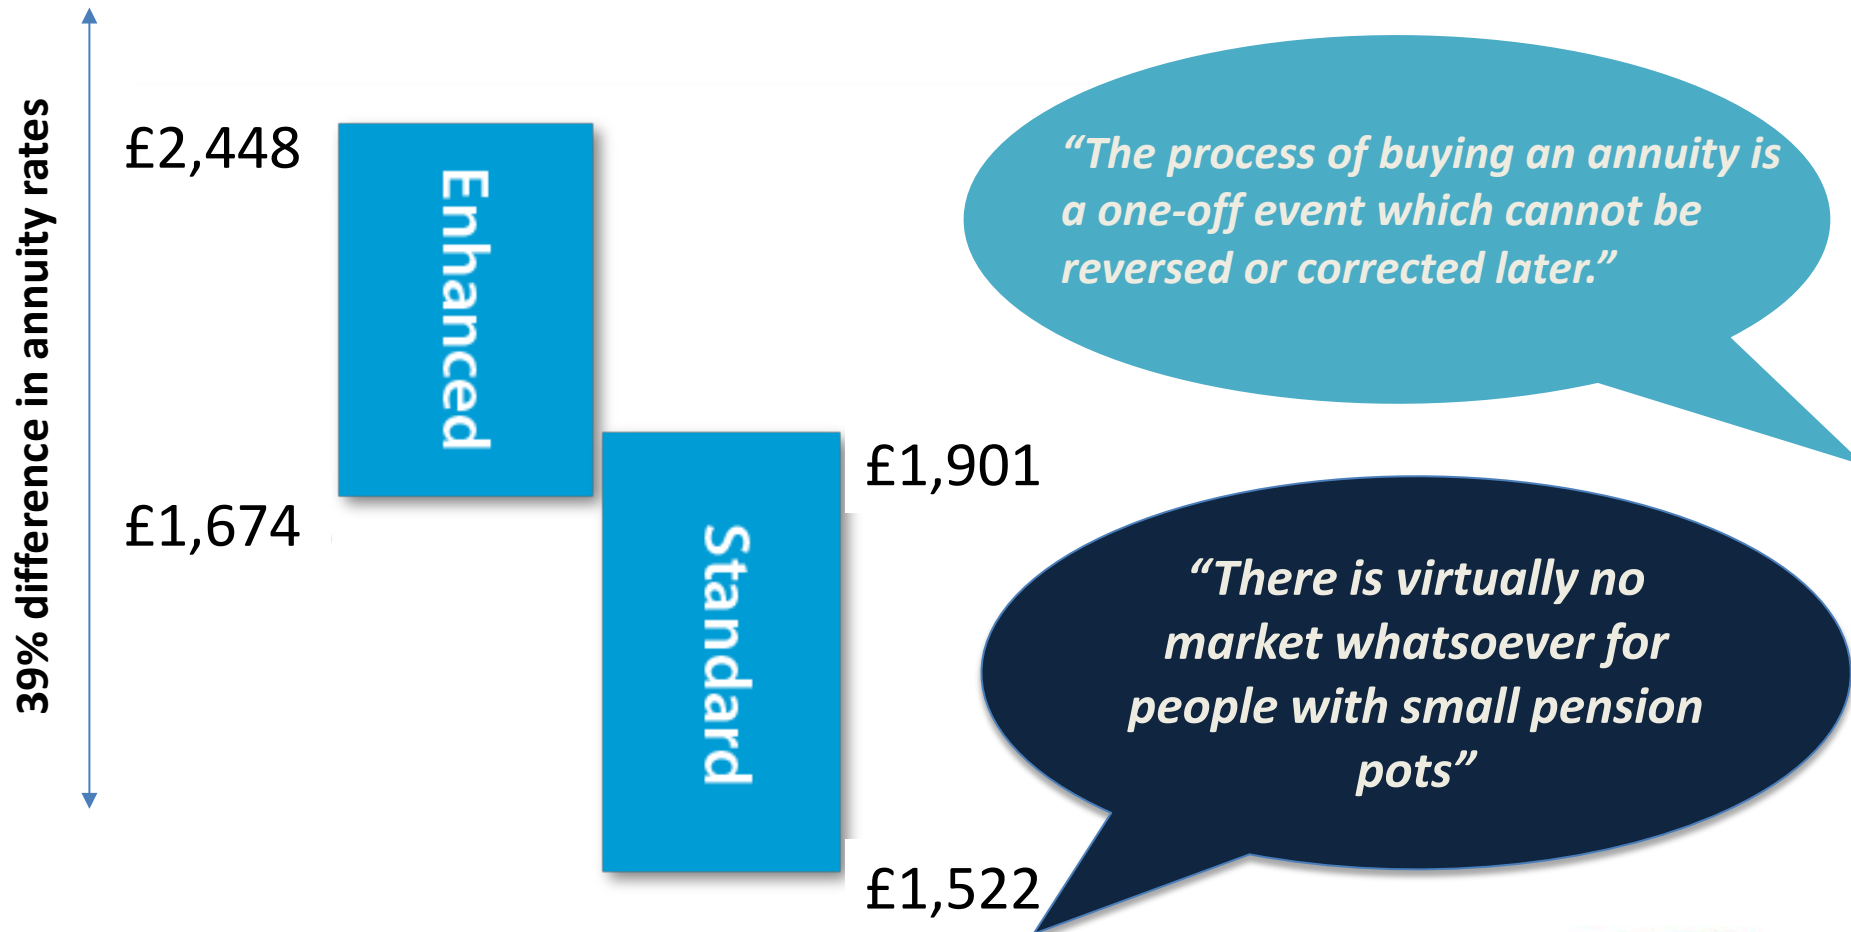 39% difference in annuity rates
£2,448
Enhanced
£1,674
£1,901
Standard
£1,522
“The process of buying an annuity is
a one-off event which cannot be
reversed or corrected later.”
“There is virtually no
market whatsoever for
people with small pension
pots”